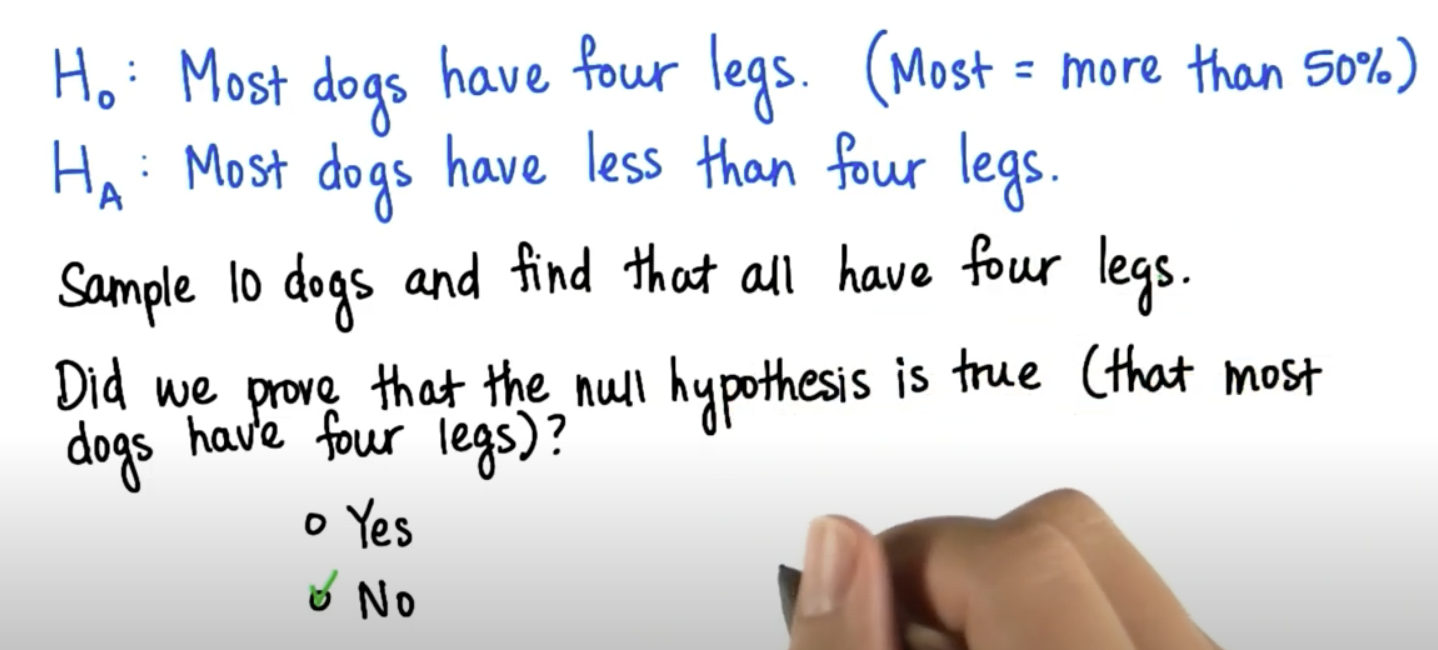 H₀: Most dogs have four legs. (Most = more than 50%)
H_A: Most dogs have less than four legs.
Sample 10 dogs and find that all have four legs.
Did we prove that the null hypothesis is true (that most
dogs have four legs)?
Yes
No